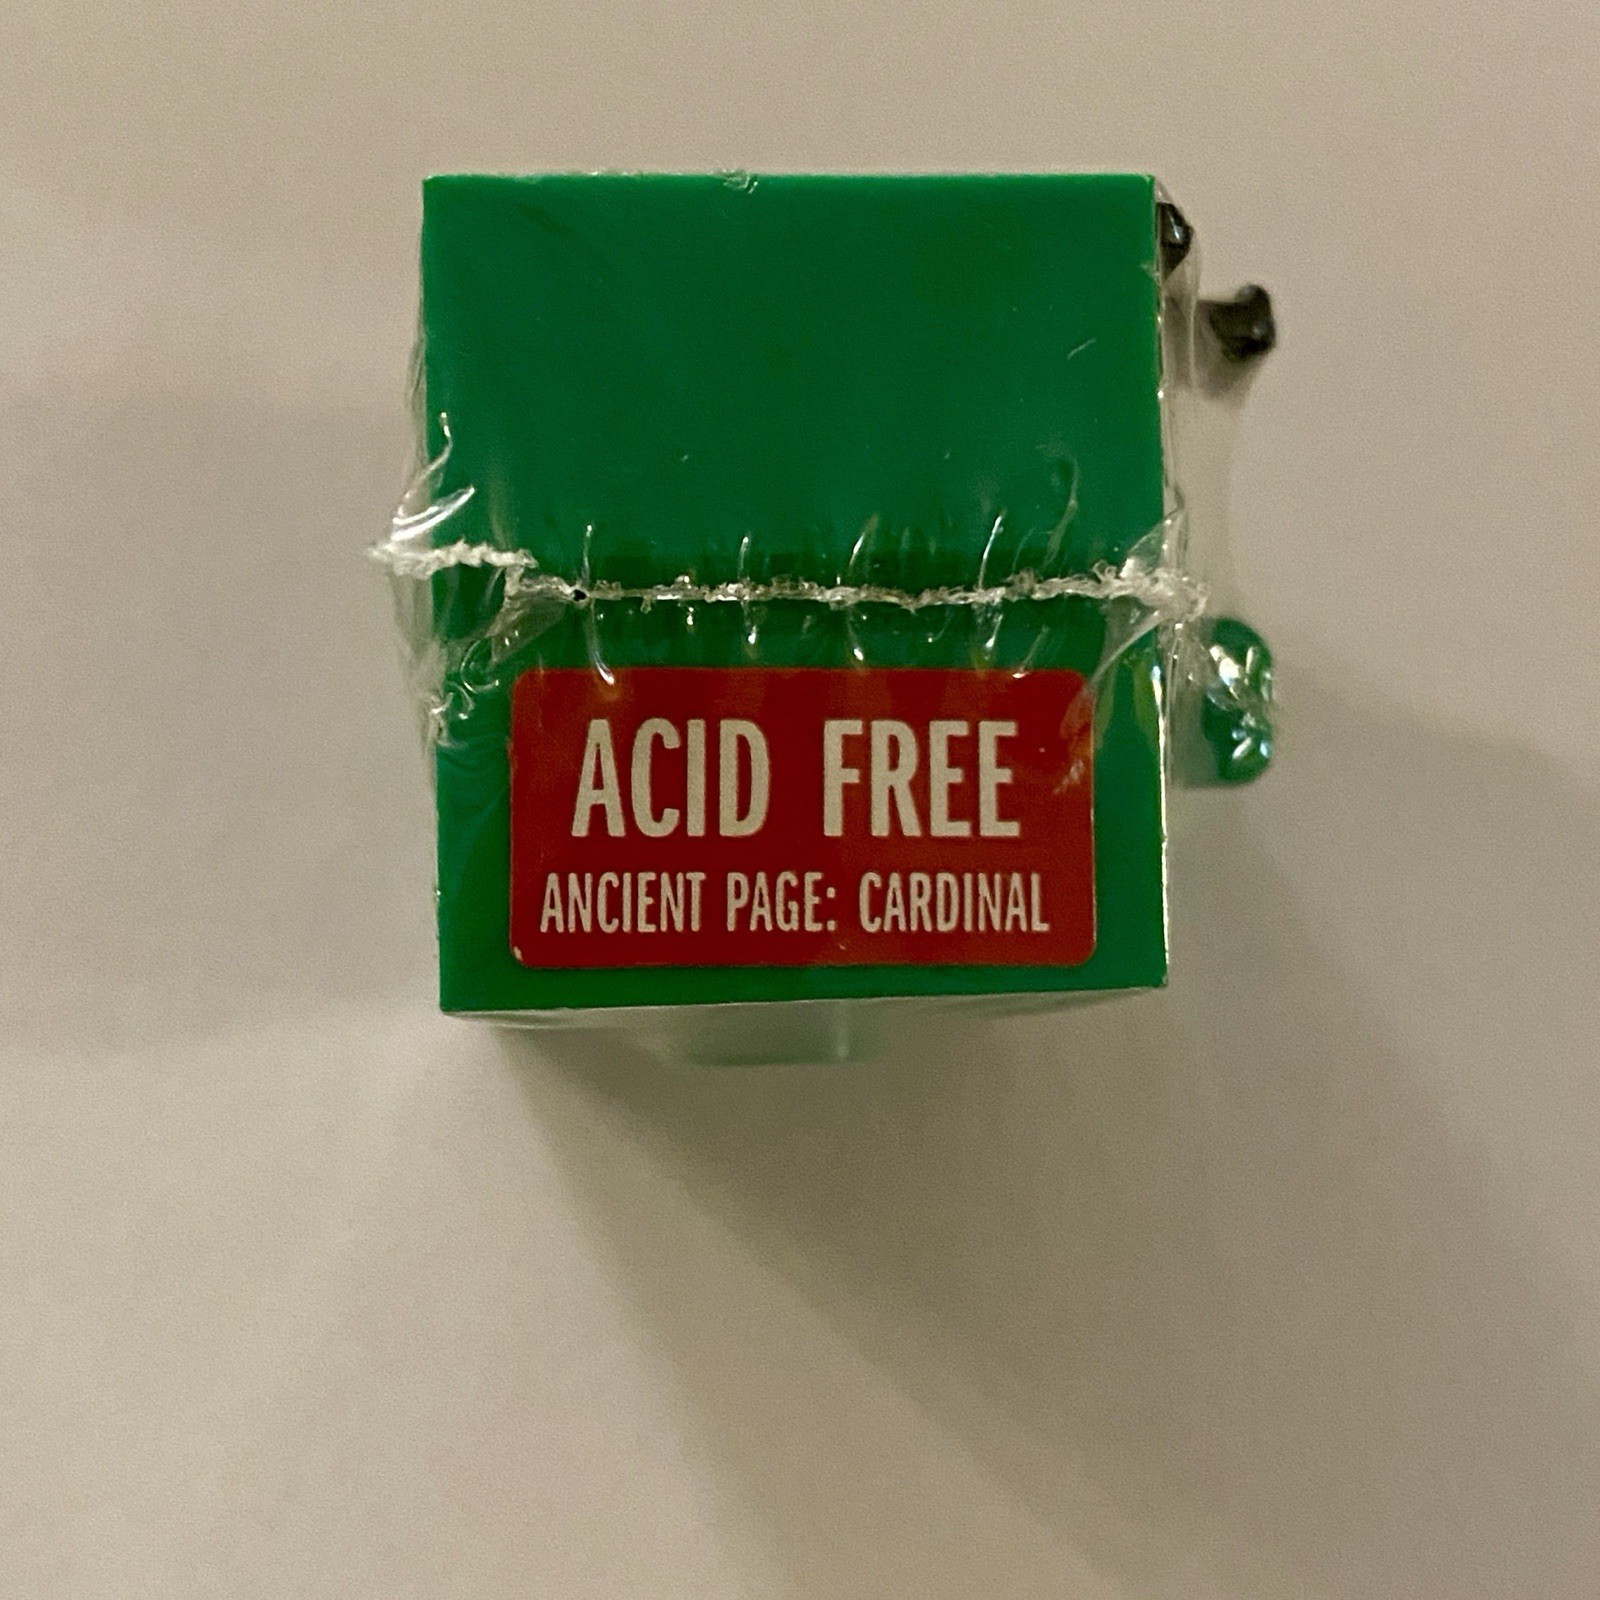 ACID FREE
ANCIENT PAGE: CARDINAL